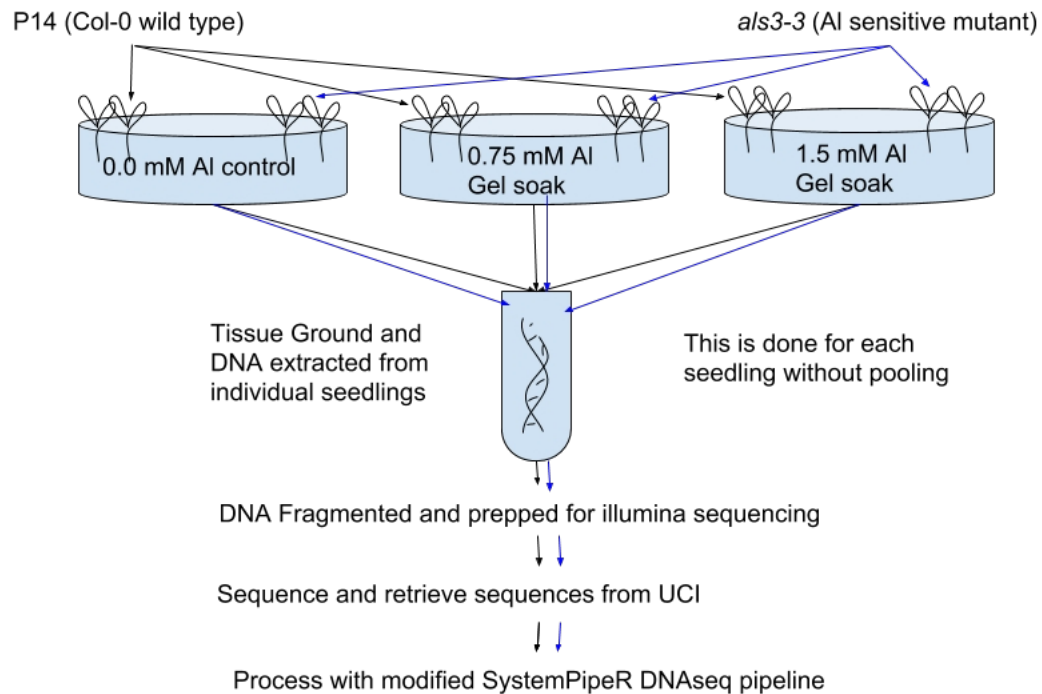 P14 (Col-0 wild type)
als3-3 (Al sensitive mutant)
0.0 mM Al control
0.75 mM Al
Gel soak
1.5 mM Al
Gel soak
Tissue Ground and
DNA extracted from
individual seedlings
This is done for each
seedling without pooling
DNA Fragmented and prepped for illumina sequencing
Sequence and retrieve sequences from UCI
Process with modified SystemPipeR DNAseq pipeline